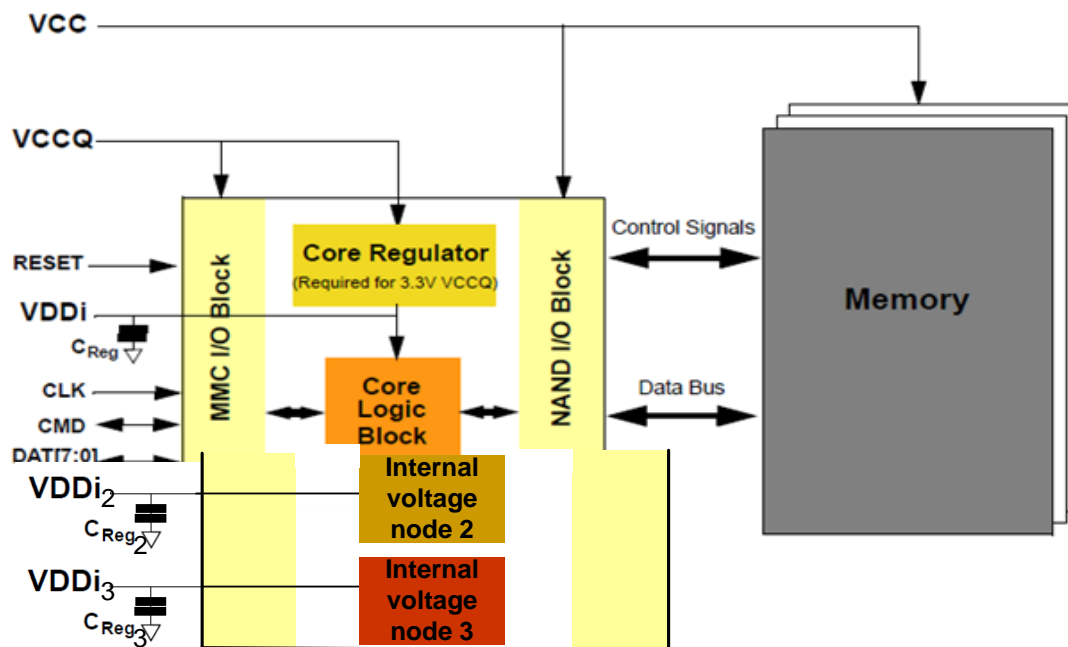 VCC
VCCQ
RESET
VDDi
CReg
CLK
CMD
DAT[7:0]
VDDi2
CReg2
VDDi3
CReg3
MMC I/O Block
Core Regulator
(Required for 3.3V VCCQ)
Core
Logic
Block
Internal
voltage
node 2
Internal
voltage
node 3
NAND I/O Block
Control Signals
Data Bus
Memory